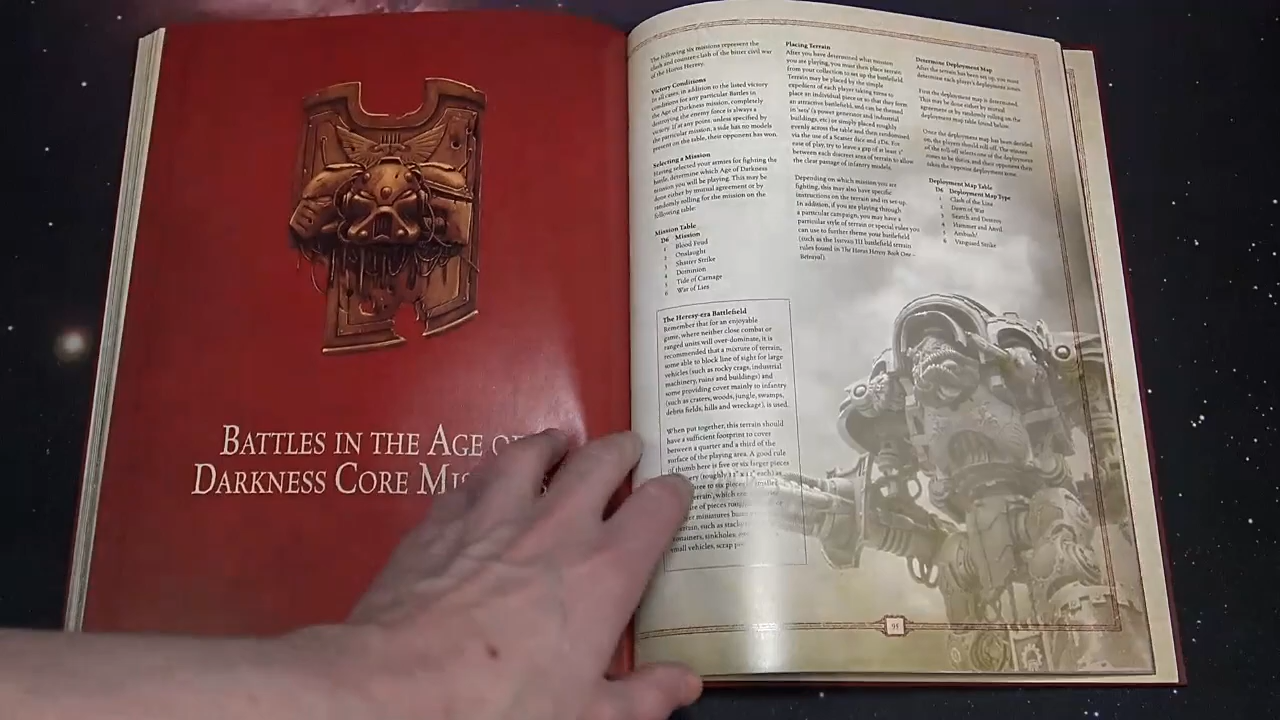 BATTLES IN THE AGE O
DARKNESS CORE MIS
The following six missions represent the
clash and counter-clash of the bitter civil war
of the Horus Heresy.
Victory Conditions
In all cases, in addition to the listed victory
conditions for any particular Battles in
the Age of Darkness mission, completely
destroying the enemy force is always a
victory. If at any point, unless specified by
the particular mission, a side has no models
present on the table, their opponent has won.
Selecting a Mission
Having selected your armies for fighting the
battle, determine which Age of Darkness
mission you will be playing. This may be
done either by mutual agreement or by
randomly rolling for the mission on the
following table:
Mission Table
D6 Mission
1 Blood Feud
2 Onslaught
3 Shatter Strike
4 Dominion
5 Tide of Carnage
6 War of Lies
The Heresy-era Battlefield
Remember that for an enjoyable
game, where neither close combat or
ranged units will over-dominate, it is
recommended that a mixture of terrain,
some able to block line of sight for large
vehicles (such as rocky crags, industrial
machinery, ruins and buildings) and
some providing cover mainly to infantry
(such as craters, woods, jungle, swamps,
debris fields, hills and wreckage), is used.
When put together, this terrain should
have a sufficient footprint to cover
between a quarter and a third of the
surface of the playing area. A good rule
of thumb here is five or six larger pieces
ery (roughly 12" x 12" each) as
ree to six pieces smaller
terrain, which
re of pieces
miniatures
rrain, such as stack
ontainers, sinkholes,
small vehicles, scrap
Placing Terrain
After you have determined what mission
you are playing, you must then place terrain
from your collection to set up the battlefield.
Terrain may be placed by the simple
expedient of each player taking turns to
place an individual piece or so that they form
an attractive battlefield, and can be themed
in 'sets' (a power generator and industrial
buildings, etc) or simply placed roughly
evenly across the table and then randomised
via the use of a Scatter dice and 2D6. For
ease of play, try to leave a gap of at least 3"
between each discreet area of terrain to allow
the clear passage of infantry models.
Depending on which mission you are
fighting, this may also have specific
instructions on the terrain and its set-up.
In addition, if you are playing through
a particular campaign, you may have a
particular style of terrain or special rules you
can use to further theme your battlefield
(such as the Isstvan III battlefield terrain
rules found in The Horus Heresy Book One –
Betrayal).
Determine Deployment Map
After the terrain has been set up, you must
determine each player's deployment zones.
First the deployment map is determined.
This may be done either by mutual
agreement or by randomly rolling on the
deployment map table found below.
Once the deployment map has been decided
on, the players should roll off. The winner
of the roll off selects one of the deployment
zones to be theirs, and their opponent then
takes the opposite deployment zone.
Deployment Map Table
D6 Deployment Map Type
1 Clash of the Line
2 Dawn of War
3 Search and Destroy
4 Hammer and Anvil
5 Ambush!
6 Vanguard Strike